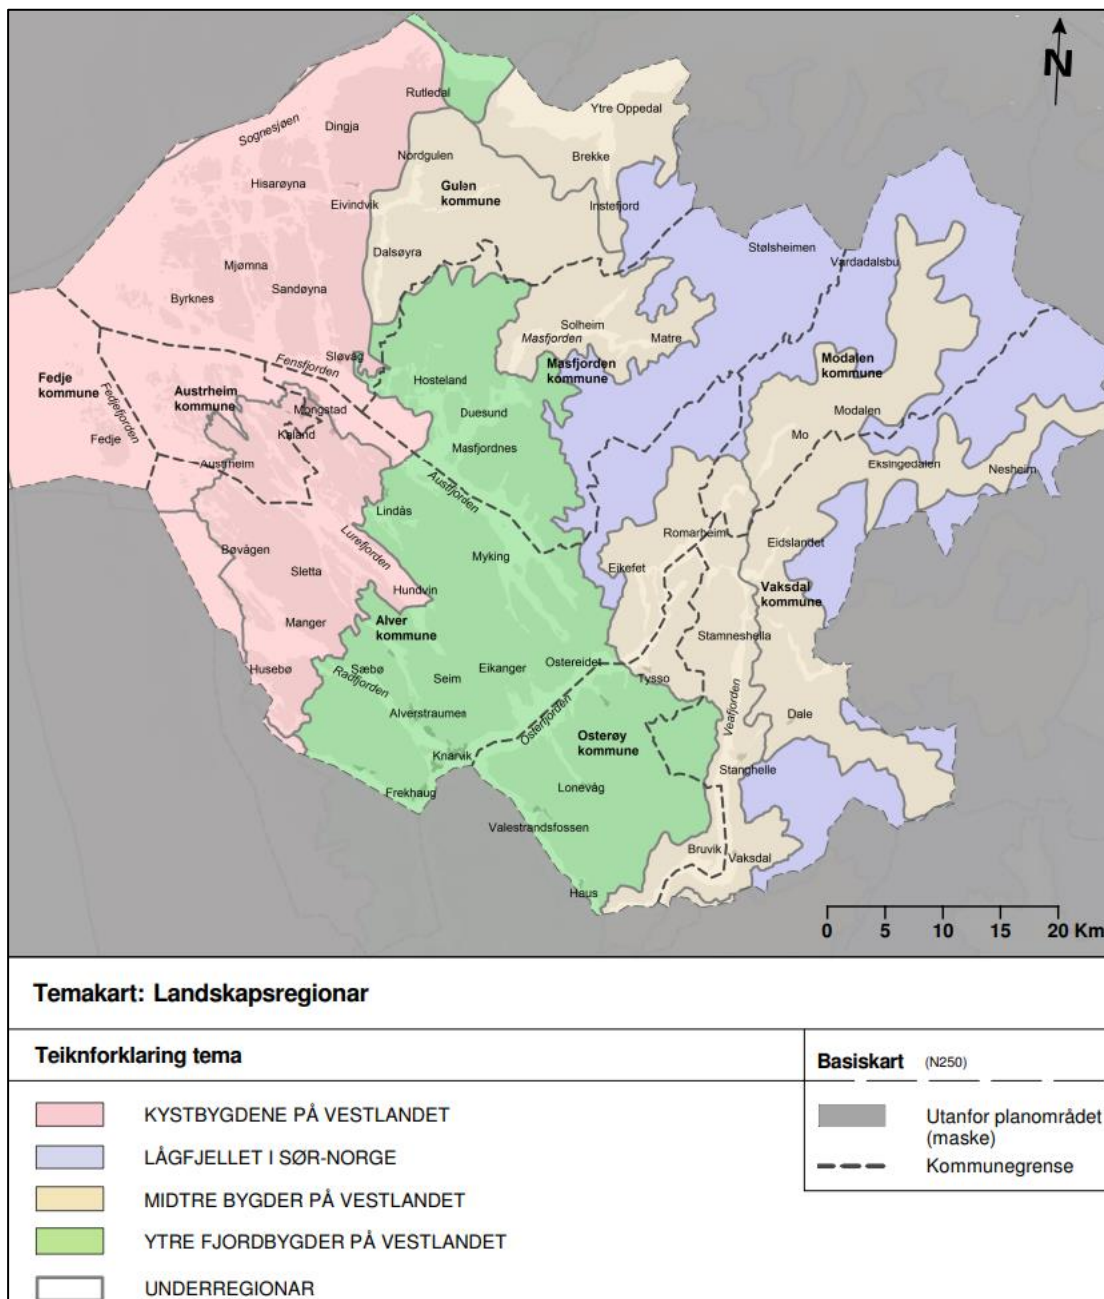 N
Rutledal
Ytre Oppedal
Sognesjøen
Dingja
Nordgulen
Brekke
Hisarøyna
Gulen
kommune
Eivindvik
Instefjord
Dalsøyra
Stølsheimen
Vardadalsbu
Mjømna
Byrknes
Sandøyna
Solheim
Masfjorden
Matre
Sløvåg
Fensfjorden
Masfjorden
kommune
Modalen
kommune
Fedje
kommune
Fedjefjorden
Austrheim
kommune
Hosteland
Mongstad
Duesund
Modalen
Kaland
Fedje
Mo
Masfjordnes
Austrheim
Eksingedalen
Nesheim
Austfjorden
Lindås
Lurefjorden
Romarheim
Eidslandet
Bøvågen
Myking
Eikefet
Sletta
Hundvin
Vaksdal
kommune
Manger
Alver
kommune
Stamneshella
Husebø
Sæbø
Radfjorden
Seim
Eikanger
Ostereidet
Tysso
Veafjorden
Alverstraumen
Osterfjorden
Dale
Osterøy
kommune
Knarvik
Stanghelle
Frekhaug
Lonevåg
Valestrandsfossen
Bruvik
Vaksdal
Haus
0 5 10 15 20 Km
Temakart: Landskapsregionar
Teiknforklaring tema
KYSTBYGDENE PÅ VESTLANDET
LÅGFJELLET I SØR-NORGE
MIDTRE BYGDER PÅ VESTLANDET
YTRE FJORDBYGDER PÅ VESTLANDET
UNDERREGIONAR
Basiskart (N250)
Utanfor planområdet
(maske)
Kommunegrense